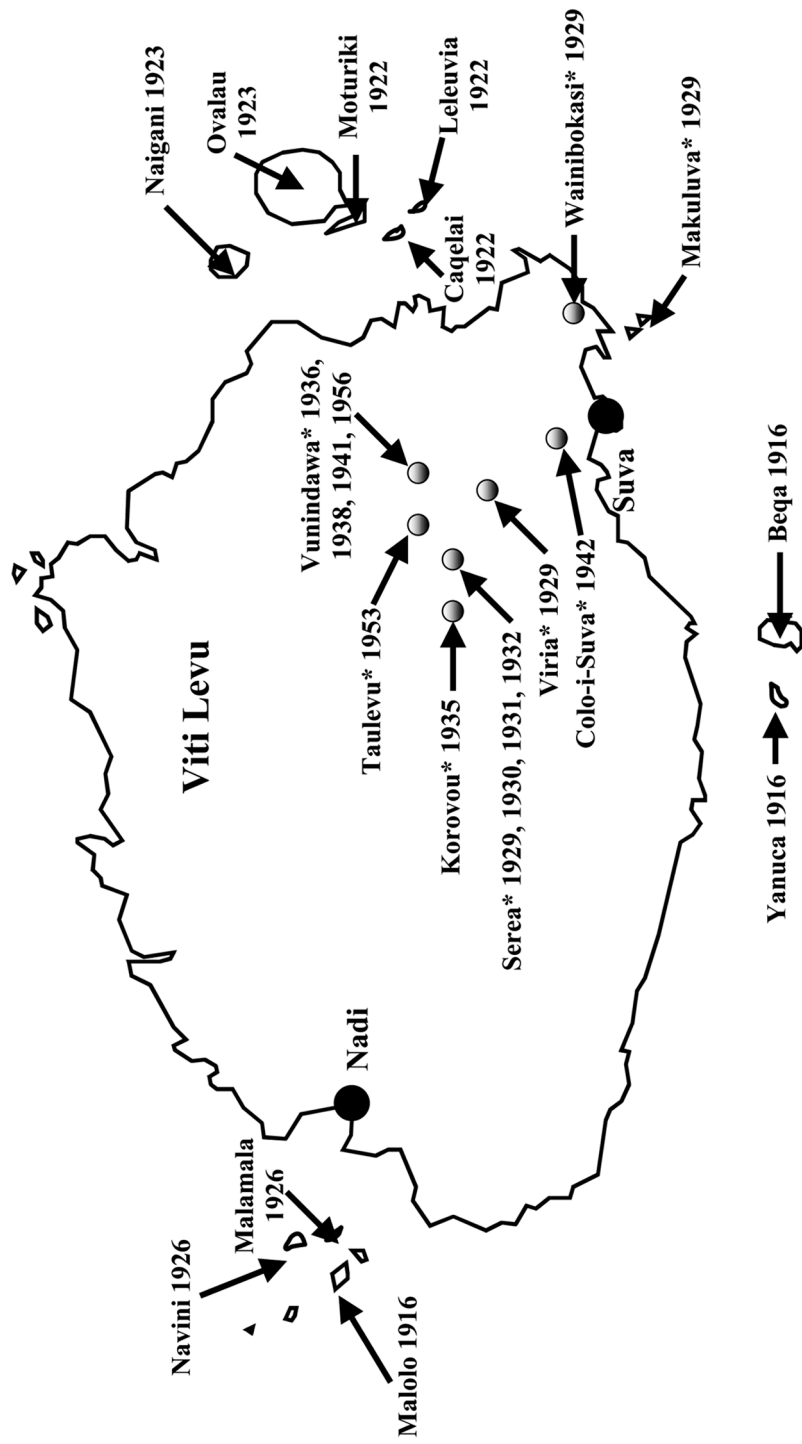 Naigani 1923
Ovalau
1923
Moturiki
1922
Leleuvia
1922
Caqelai
1922
Wainibokasi* 1929
Makuluva* 1929
Viti Levu
Vunindawa* 1936,
1938, 1941, 1956
Taulevu* 1953
Korovou* 1935
Serea* 1929, 1930, 1931, 1932
Viria* 1929
Colo-i-Suva* 1942
Suva
Nadi
Navini 1926
Malamala
1926
Malolo 1916
Yanuca 1916
Beqa 1916